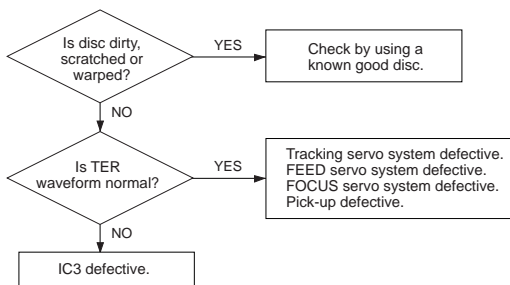 Is disc dirty,
scratched or
warped?
YES
Check by using a
known good disc.
NO
Is TER
waveform normal?
YES
Tracking servo system defective.
FEED servo system defective.
FOCUS servo system defective.
Pick-up defective.
NO
IC3 defective.